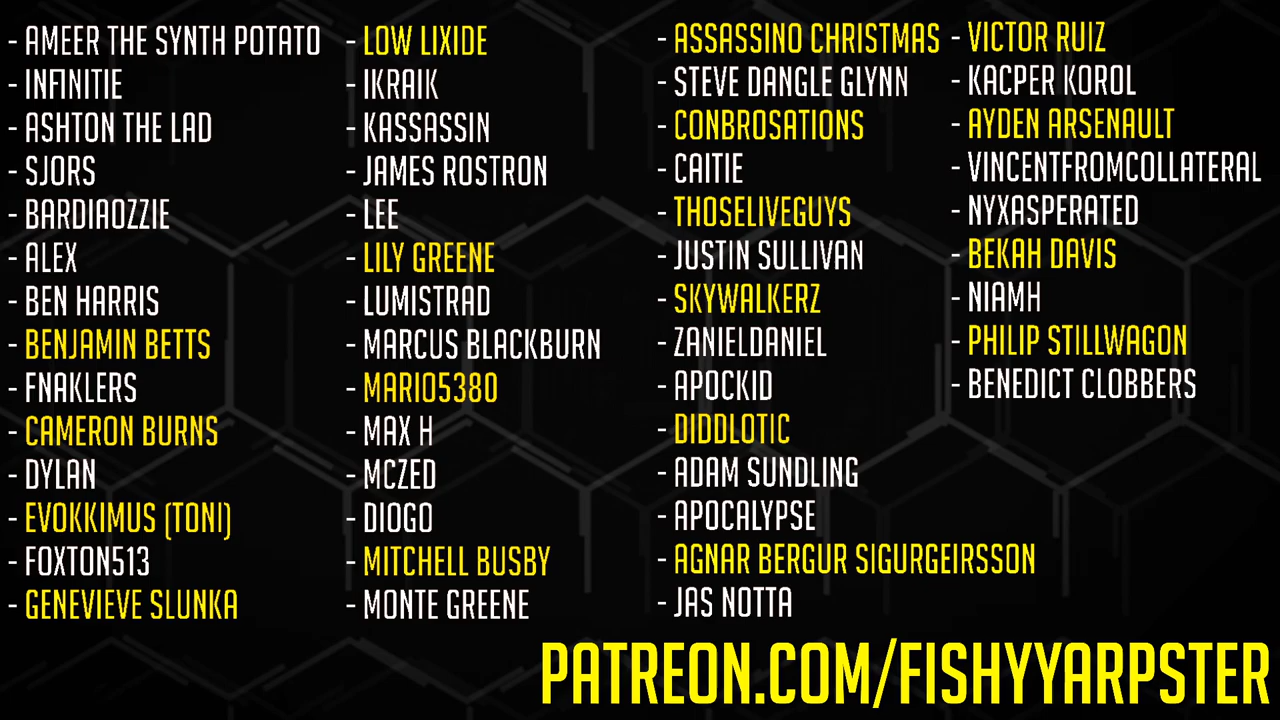 - AMEER THE SYNTH POTATO
- INFINITIE
- ASHTON THE LAD
- SJORS
- BARDIAOZZIE
- ALEX
- BEN HARRIS
- BENJAMIN BETTS
- FNAKLERS
- CAMERON BURNS
- DYLAN
- EVOKKIMUS (TONI)
- FOXTON513
- GENEVIEVE SLUNKA
- LOW LIXIDE
- IKRAIK
- KASSASSIN
- JAMES ROSTRON
- LEE
- LILY GREENE
- LUMISTRAD
- MARCUS BLACKBURN
- MARIO5380
- MAX H
- MCZED
- DIOGO
- MITCHELL BUSBY
- MONTE GREENE
- ASSASSINO CHRISTMAS
- STEVE DANGLE GLYNN
- CONBROSATIONS
- CAITIE
- THOSELIVEGUYS
- JUSTIN SULLIVAN
- SKYWALKERZ
- ZANIELDANIEL
- APOCKID
- DIDDLOTIC
- ADAM SUNDLING
- APOCALYPSE
- AGNAR BERGUR SIGURGEIRSSON
- JAS NOTTA
- VICTOR RUIZ
- KACPER KOROL
- AYDEN ARSENAULT
- VINCENTFROMCOLLATERAL
- NYXASPERATED
- BEKAH DAVIS
- NIAMH
- PHILIP STILLWAGON
- BENEDICT CLOBBERS
PATREON.COM/FISHYYARPSTER